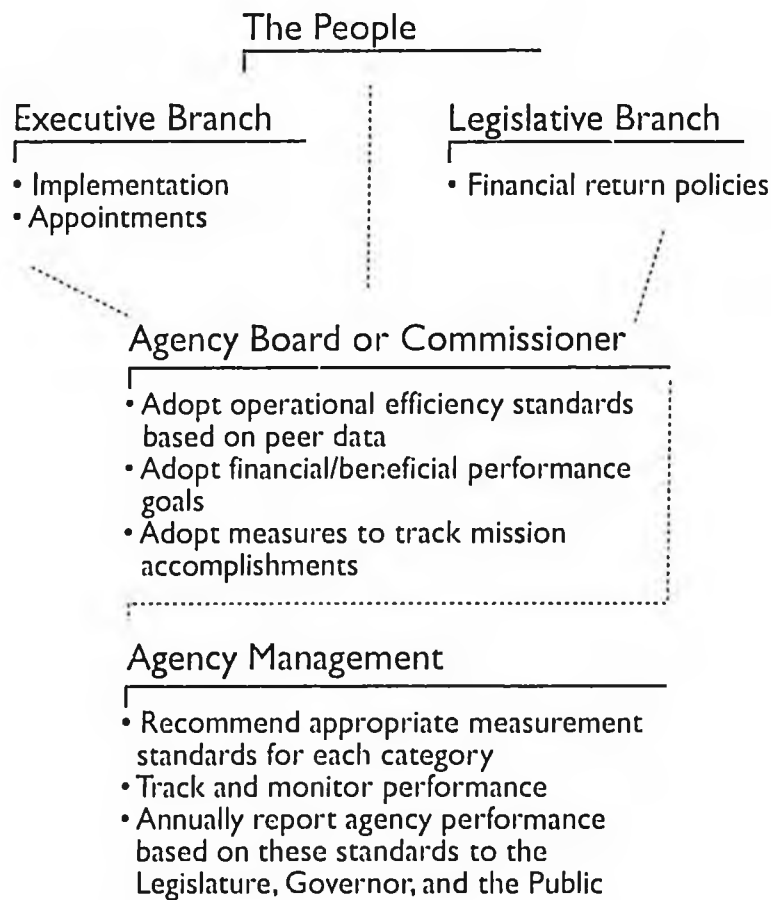 The People
Executive Branch
• Implementation
• Appointments
Legislative Branch
• Financial return policies
Agency Board or Commissioner
• Adopt operational efficiency standards
based on peer data
• Adopt financial/beneficial performance
goals
• Adopt measures to track mission
accomplishments
Agency Management
• Recommend appropriate measurement
standards for each category
• Track and monitor performance
• Annually report agency performance
based on these standards to the
Legislature, Governor, and the Public